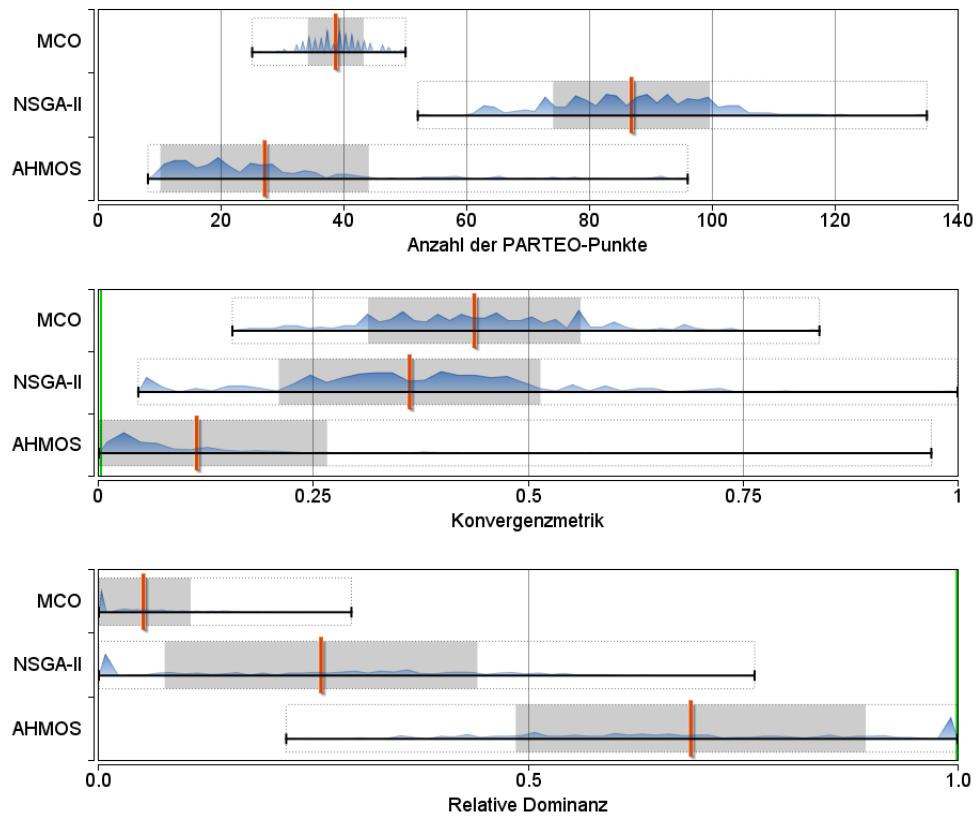 MCO
NSGA-II
AHMOS
0 20 40 60 80 100 120 140
Anzahl der PARTEO-Punkte
MCO
NSGA-II
AHMOS
0 0.25 0.5 0.75 1
Konvergenzmetrik
MCO
NSGA-II
AHMOS
0.0 0.5 1.0
Relative Dominanz